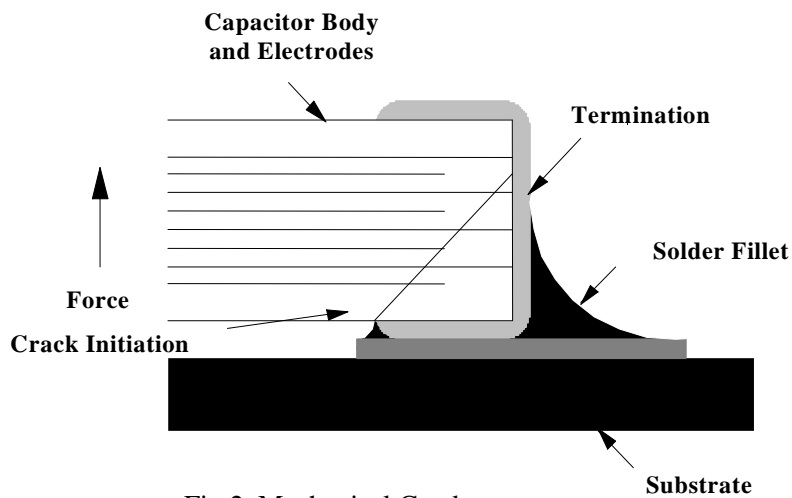 Capacitor Body
and Electrodes
Termination
Solder Fillet
Force
Crack Initiation
Substrate